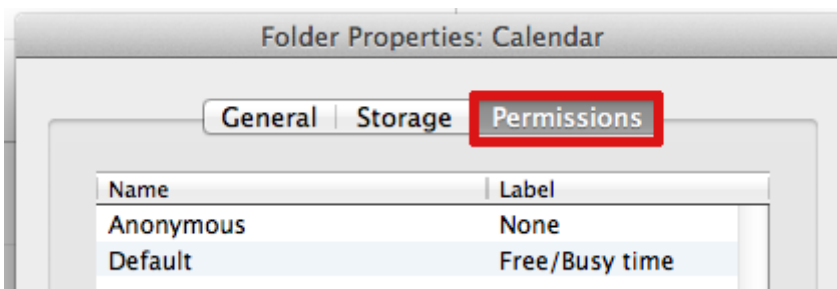 Folder Properties: Calendar
General Storage Permissions
Name Label
Anonymous None
Default Free/Busy time